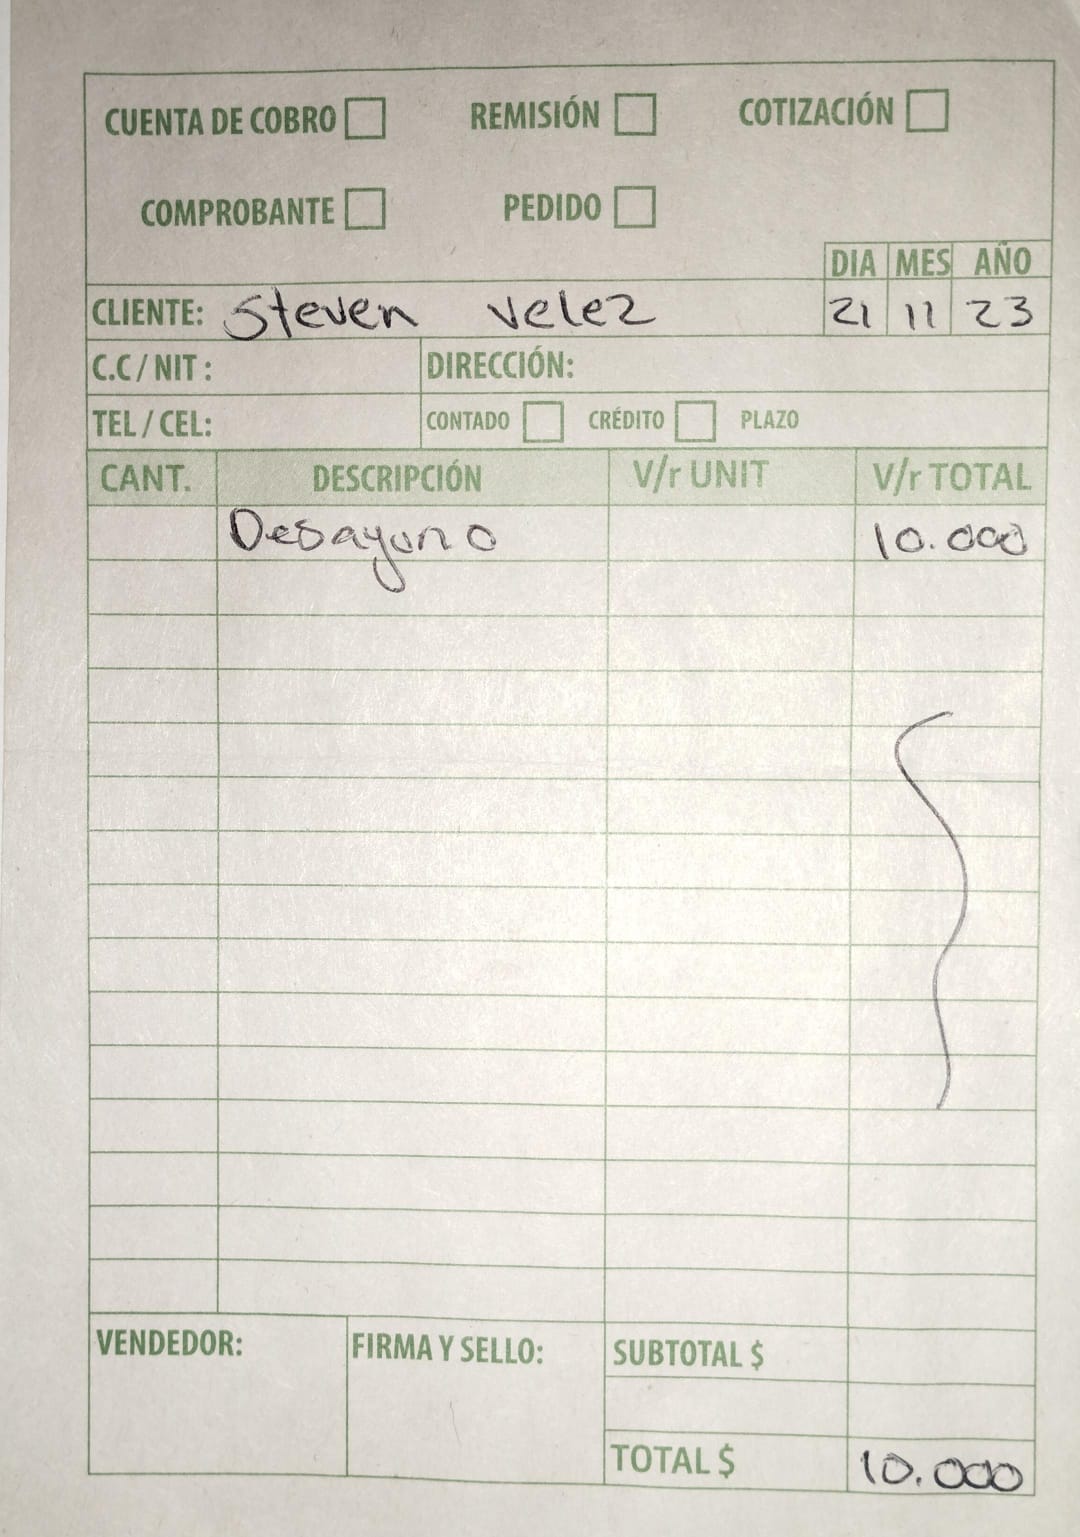 CUENTA DE COBRO REMISIÓN COTIZACIÓN
COMPROBANTE PEDIDO
DIA MES AÑO
CLIENTE: Steven Velez 21 11 23
C.C / NIT : DIRECCIÓN:
TEL / CEL: CONTADO CRÉDITO PLAZO
CANT. DESCRIPCIÓN V/r UNIT V/r TOTAL
Desayuno 10.000
VENDEDOR: FIRMA Y SELLO: SUBTOTAL $
TOTAL $ 10.000